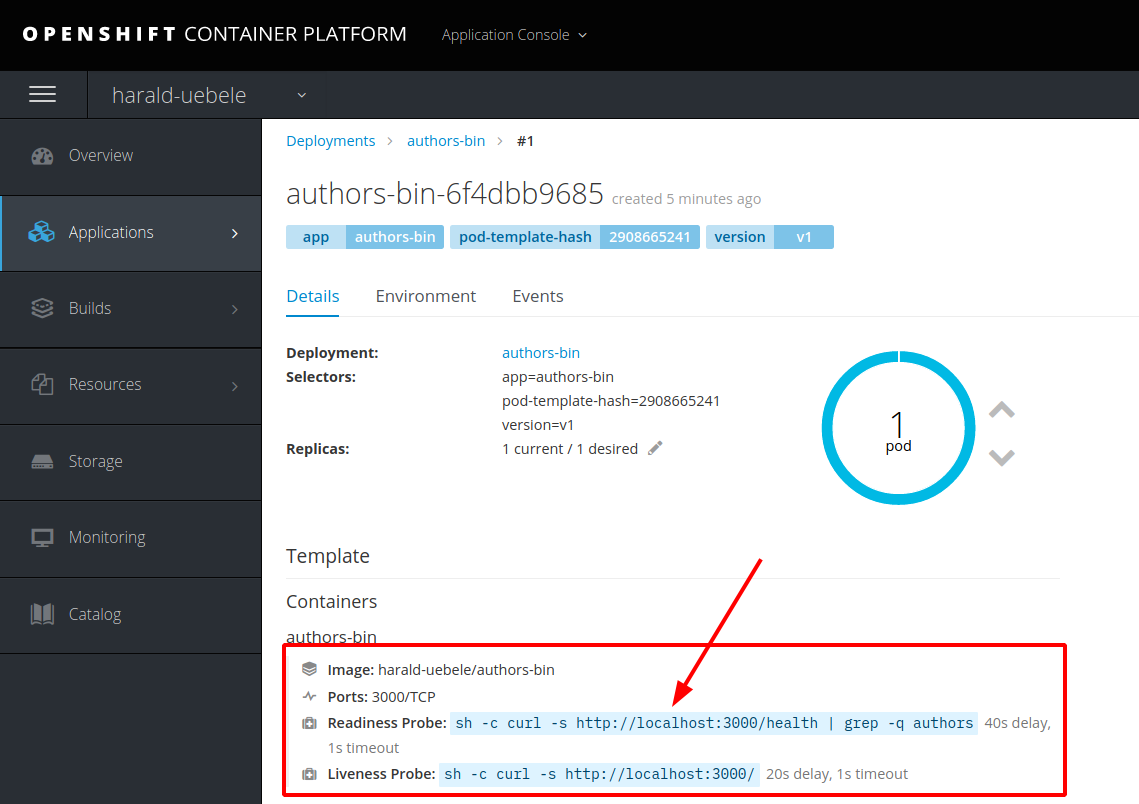 OPENSHIFT CONTAINER PLATFORM Application Console
harald-uebele
Overview
Applications
Builds
Resources
Storage
Monitoring
Catalog
Deployments authors-bin #1
authors-bin-6f4dbb9685 created 5 minutes ago
app authors-bin pod-template-hash 2908665241 version v1
Details Environment Events
Deployment: authors-bin
Selectors: app=authors-bin
pod-template-hash=2908665241
version=v1
Replicas: 1 current / 1 desired
1
pod
Template
Containers
authors-bin
Image: harald-uebele/authors-bin
Ports: 3000/TCP
Readiness Probe: sh -c curl -s http://localhost:3000/health | grep -q authors 40s delay,
1s timeout
Liveness Probe: sh -c curl -s http://localhost:3000/ 20s delay, 1s timeout